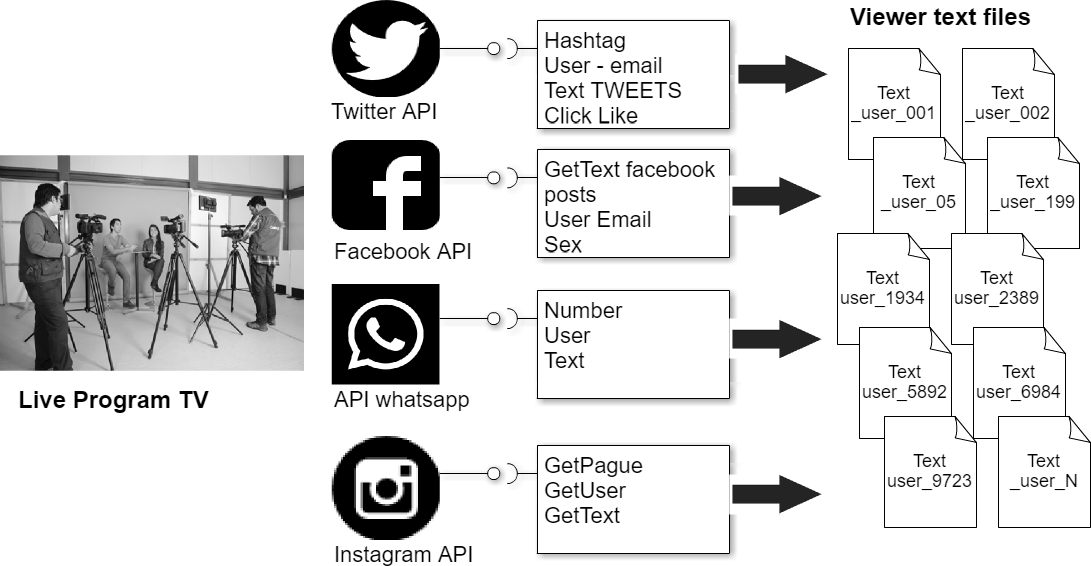 Live Program TV
Twitter API
Hashtag
User - email
Text TWEETS
Click Like
Facebook API
GetText facebook
posts
User Email
Sex
API whatsapp
Number
User
Text
Instagram API
GetPague
GetUser
GetText
Viewer text files
Text
_user_001
Text
_user_002
Text
_user_05
Text
_user_199
Text
user_1934
Text
user_2389
Text
user_5892
Text
user_6984
Text
user_9723
Text
_user_N